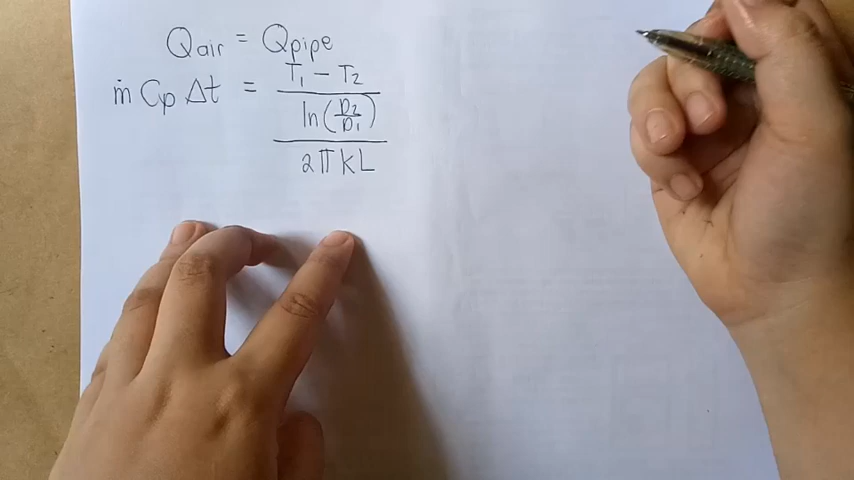 Qair = Qpipe
ṁ Cp Δt = T1 - T2
ln(D2/D1)
2πKL